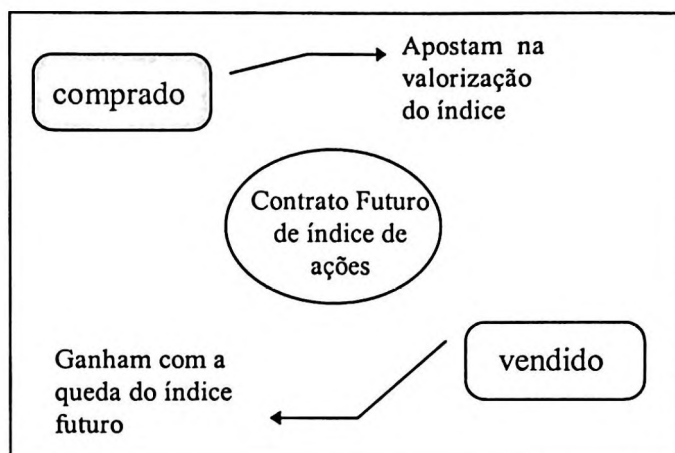 comprado
Apostam na
valorização
do índice
Contrato Futuro
de índice de
ações
Ganham com a
queda do índice
futuro
vendido